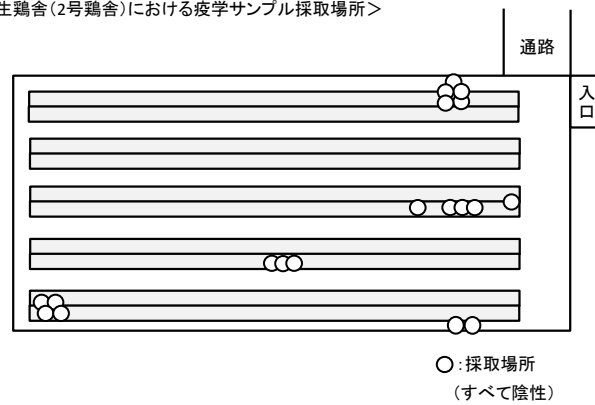 生鶏舎(2号鶏舎)における疫学サンプル採取場所>
通路
入口
○:採取場所
(すべて陰性)